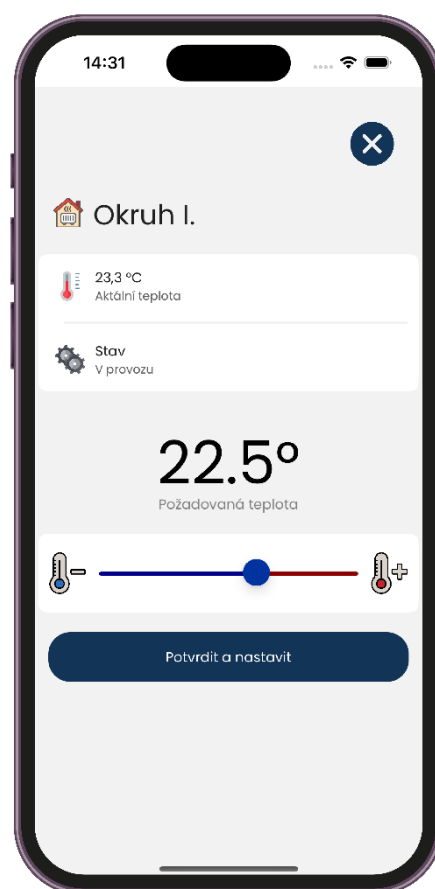 14:31
Okruh I.
23,3 °C
Aktální teplota
Stav
V provozu
22.5°
Požadovaná teplota
Potvrdit a nastavit